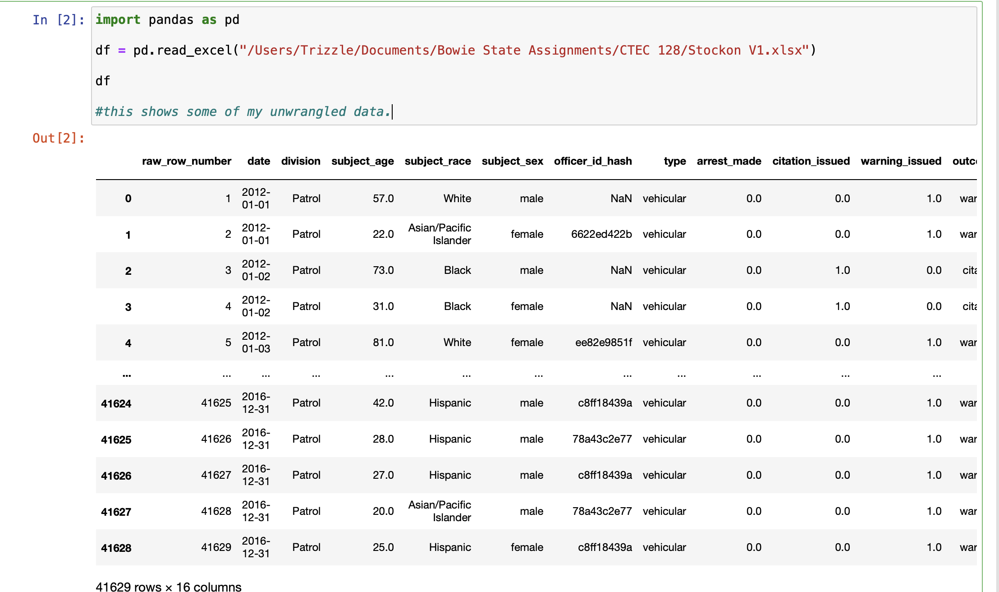 In [2]: import pandas as pd
df = pd.read_excel("/Users/Trizzle/Documents/Bowie State Assignments/CTEC 128/Stockon V1.xlsx")
df
#this shows some of my unwrangled data.
Out[2]:
raw_row_number date division subject_age subject_race subject_sex officer_id_hash type arrest_made citation_issued warning_issued outc
0 1 2012-01-01 Patrol 57.0 White male NaN vehicular 0.0 0.0 1.0 war
1 2 2012-01-01 Patrol 22.0 Asian/Pacific Islander female 6622ed422b vehicular 0.0 0.0 1.0 war
2 3 2012-01-02 Patrol 73.0 Black male NaN vehicular 0.0 1.0 0.0 cita
3 4 2012-01-02 Patrol 31.0 Black female NaN vehicular 0.0 1.0 0.0 cita
4 5 2012-01-03 Patrol 81.0 White female ee82e9851f vehicular 0.0 0.0 1.0 war
... ... ... ... ... ... ... ... ... ... ... ...
41624 41625 2016-12-31 Patrol 42.0 Hispanic male c8ff18439a vehicular 0.0 0.0 1.0 war
41625 41626 2016-12-31 Patrol 28.0 Hispanic male 78a43c2e77 vehicular 0.0 0.0 1.0 war
41626 41627 2016-12-31 Patrol 27.0 Hispanic male c8ff18439a vehicular 0.0 0.0 1.0 war
41627 41628 2016-12-31 Patrol 20.0 Asian/Pacific Islander male 78a43c2e77 vehicular 0.0 0.0 1.0 war
41628 41629 2016-12-31 Patrol 25.0 Hispanic female c8ff18439a vehicular 0.0 0.0 1.0 war
41629 rows × 16 columns